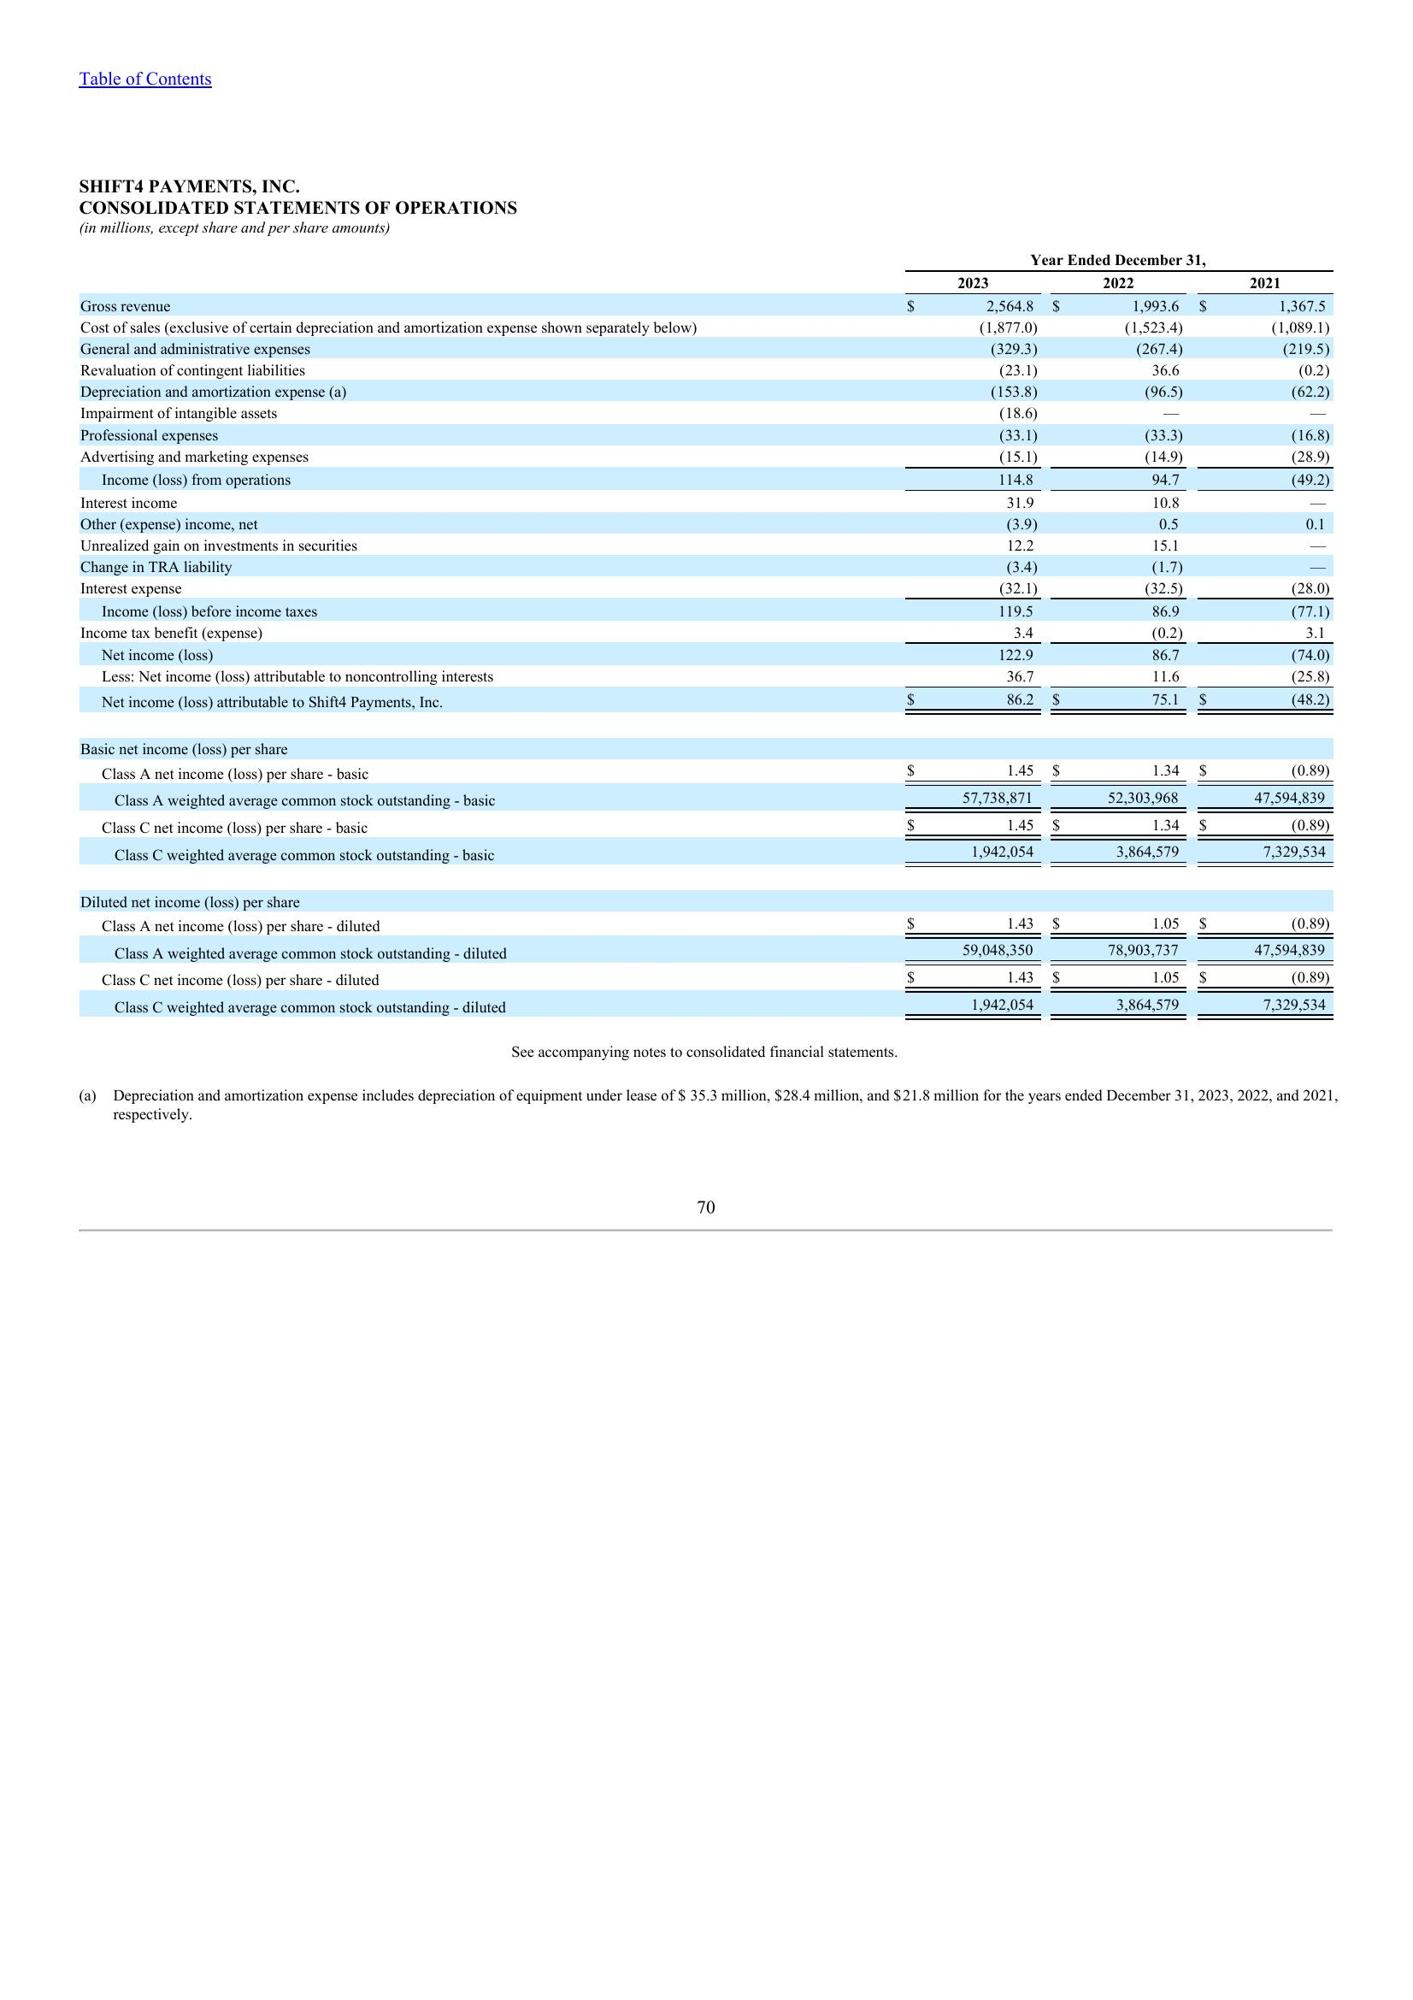 Table of Contents
SHIFT4 PAYMENTS, INC.
CONSOLIDATED STATEMENTS OF OPERATIONS
(in millions, except share and per share amounts)
Year Ended December 31,
2023 2022 2021
Gross revenue $ 2,564.8 $ 1,993.6 $ 1,367.5
Cost of sales (exclusive of certain depreciation and amortization expense shown separately below) (1,877.0) (1,523.4) (1,089.1)
General and administrative expenses (329.3) (267.4) (219.5)
Revaluation of contingent liabilities (23.1) 36.6 (0.2)
Depreciation and amortization expense (a) (153.8) (96.5) (62.2)
Impairment of intangible assets (18.6) — —
Professional expenses (33.1) (33.3) (16.8)
Advertising and marketing expenses (15.1) (14.9) (28.9)
Income (loss) from operations 114.8 94.7 (49.2)
Interest income 31.9 10.8 —
Other (expense) income, net (3.9) 0.5 0.1
Unrealized gain on investments in securities 12.2 15.1 —
Change in TRA liability (3.4) (1.7) —
Interest expense (32.1) (32.5) (28.0)
Income (loss) before income taxes 119.5 86.9 (77.1)
Income tax benefit (expense) 3.4 (0.2) 3.1
Net income (loss) 122.9 86.7 (74.0)
Less: Net income (loss) attributable to noncontrolling interests 36.7 11.6 (25.8)
Net income (loss) attributable to Shift4 Payments, Inc. $ 86.2 $ 75.1 $ (48.2)
Basic net income (loss) per share
Class A net income (loss) per share - basic $ 1.45 $ 1.34 $ (0.89)
Class A weighted average common stock outstanding - basic 57,738,871 52,303,968 47,594,839
Class C net income (loss) per share - basic $ 1.45 $ 1.34 $ (0.89)
Class C weighted average common stock outstanding - basic 1,942,054 3,864,579 7,329,534
Diluted net income (loss) per share
Class A net income (loss) per share - diluted $ 1.43 $ 1.05 $ (0.89)
Class A weighted average common stock outstanding - diluted 59,048,350 78,903,737 47,594,839
Class C net income (loss) per share - diluted $ 1.43 $ 1.05 $ (0.89)
Class C weighted average common stock outstanding - diluted 1,942,054 3,864,579 7,329,534
See accompanying notes to consolidated financial statements.
(a) Depreciation and amortization expense includes depreciation of equipment under lease of $ 35.3 million, $28.4 million, and $21.8 million for the years ended December 31, 2023, 2022, and 2021,
respectively.
70